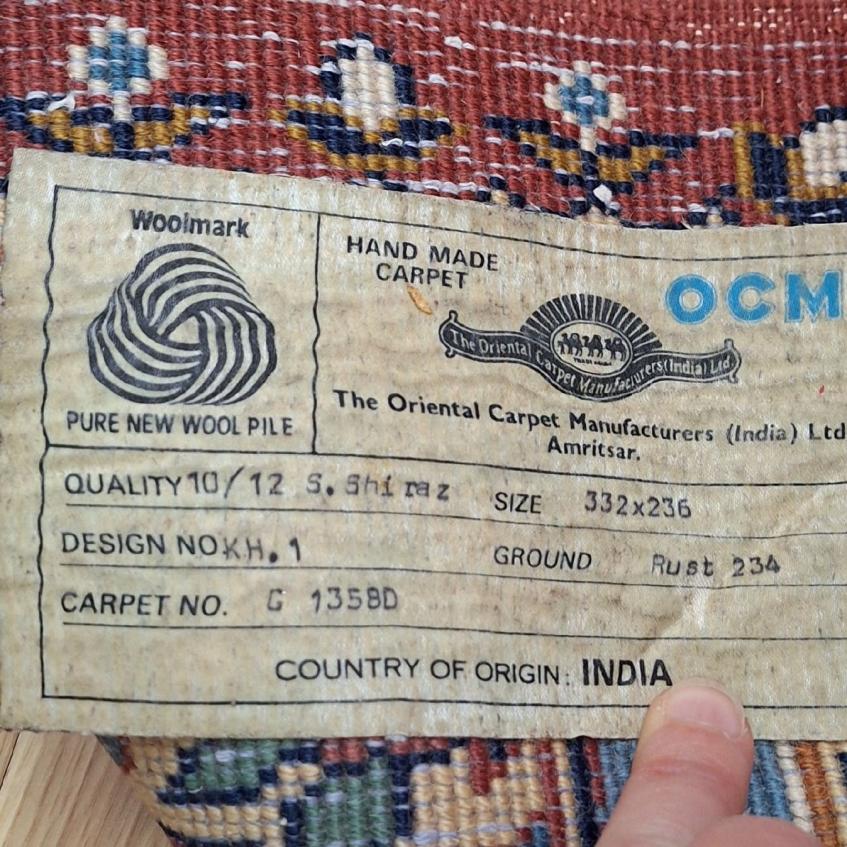 Woolmark
PURE NEW WOOL PILE
HAND MADE
CARPET
OCM
The Oriental Carpet Manufacturers (India) Ltd.
The Oriental Carpet Manufacturers (India) Ltd
Amritsar.
QUALITY 10/12 S. Shiraz
SIZE 332x236
DESIGN NO KH. 1
GROUND Rust 234
CARPET NO. G 1358D
COUNTRY OF ORIGIN: INDIA